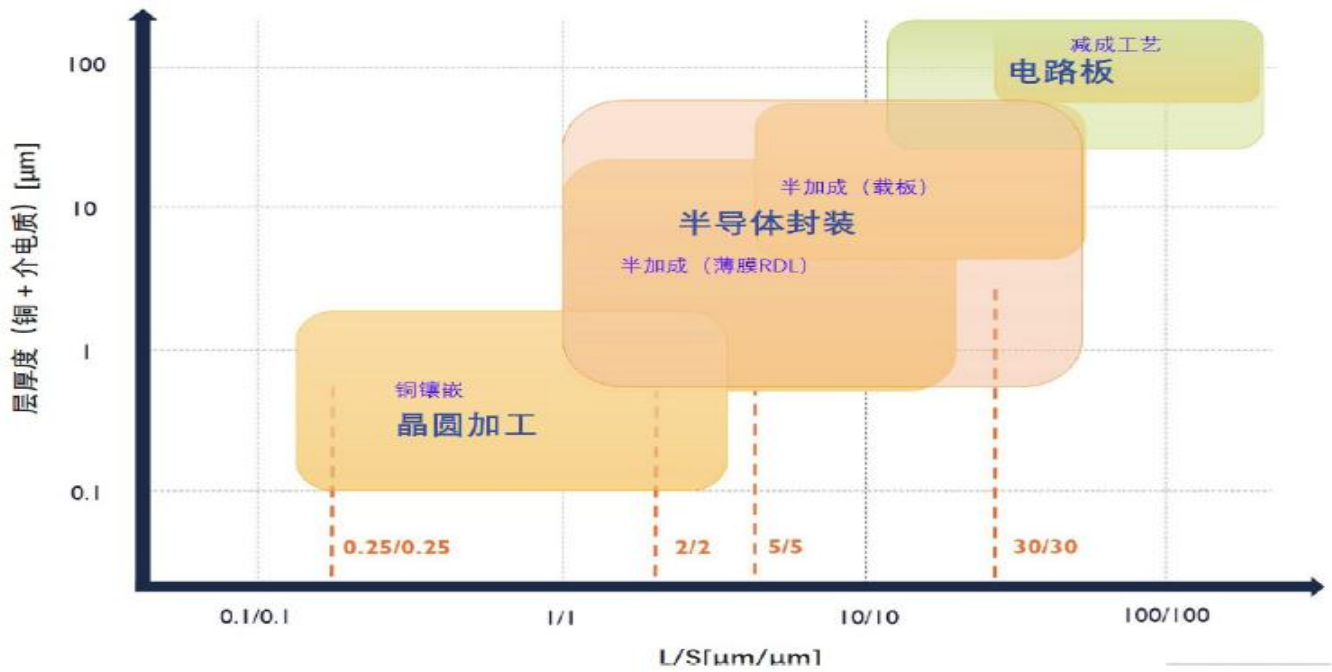 减成工艺
电路板
100
半加成（载板）
10
半导体封装
半加成（薄膜RDL）
层厚度（铜 + 介电质）[μm]
1
铜镶嵌
晶圆加工
0.1
0.25/0.25
2/2
5/5
30/30
0.1/0.1
1/1
10/10
100/100
L/S[μm/μm]